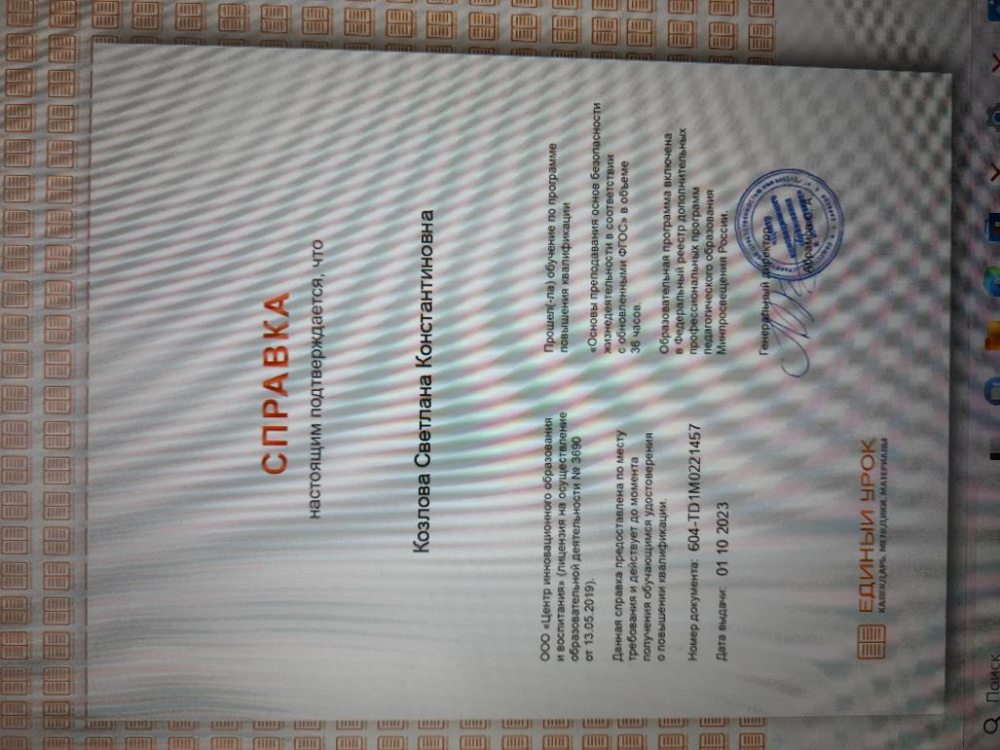 СПРАВКА
настоящим подтверждается, что
Козлова Светлана Константиновна
ООО «Центр инновационного образования
и воспитания» (лицензия на осуществление
образовательной деятельности № 3690
от 13.05.2019).
Данная справка предоставлена по месту
требования и действует до момента
получения обучающимся удостоверения
о повышении квалификации.
Номер документа: 604-TD1M0221457
Дата выдачи: 01 10 2023
Прошел(-ла) обучение по программе
повышения квалификации
«Основы преподавания основ безопасности
жизнедеятельности в соответствии
с обновленными ФГОС» в объеме
36 часов.
Образовательная программа включена
в Федеральный реестр дополнительных
профессиональных программ
педагогического образования
Минпросвещения России.
Генеральный директор
ЕДИНЫЙ УРОК
КАЛЕНДАРЬ. МЕТОДИКИ. МАТЕРИАЛЫ
Поиск